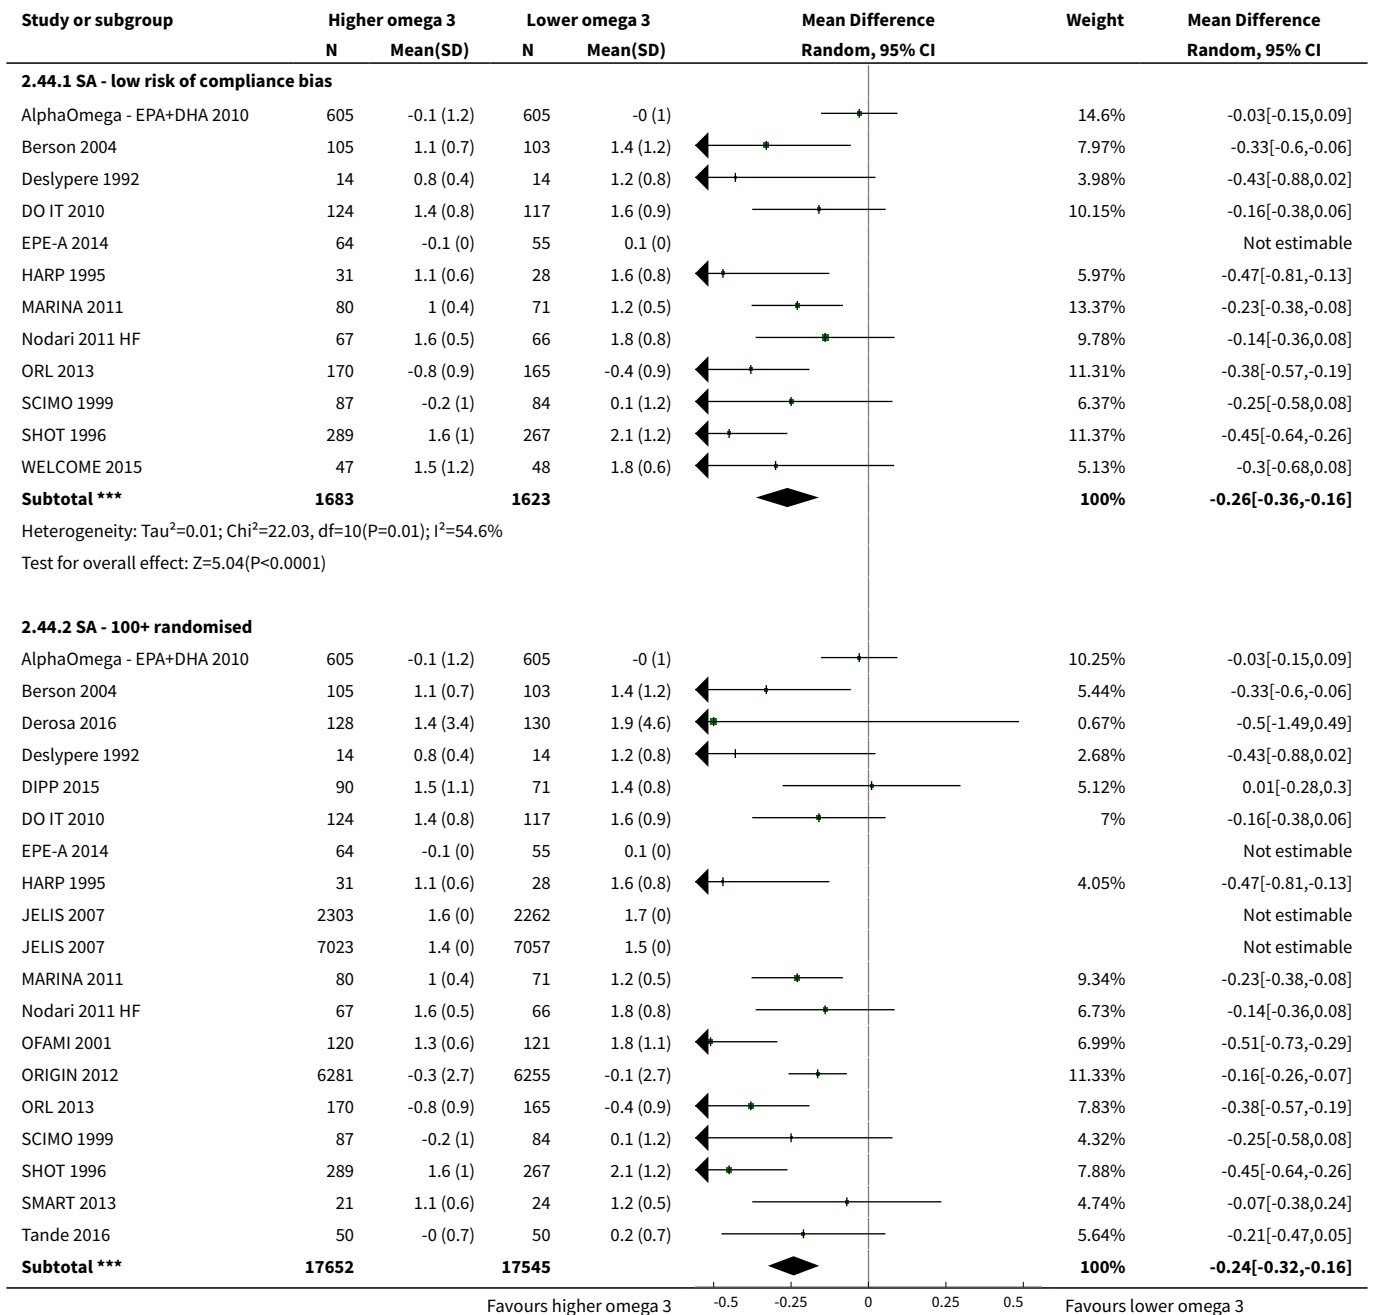 Study or subgroup Higher omega 3 Lower omega 3 Mean Difference Weight Mean Difference
N Mean(SD) N Mean(SD) Random, 95% CI Random, 95% CI
2.44.1 SA - low risk of compliance bias
AlphaOmega - EPA+DHA 2010 605 -0.1 (1.2) 605 -0 (1) 14.6% -0.03[-0.15,0.09]
Berson 2004 105 1.1 (0.7) 103 1.4 (1.2) 7.97% -0.33[-0.6,-0.06]
Deslypere 1992 14 0.8 (0.4) 14 1.2 (0.8) 3.98% -0.43[-0.88,0.02]
DO IT 2010 124 1.4 (0.8) 117 1.6 (0.9) 10.15% -0.16[-0.38,0.06]
EPE-A 2014 64 -0.1 (0) 55 0.1 (0) Not estimable
HARP 1995 31 1.1 (0.6) 28 1.6 (0.8) 5.97% -0.47[-0.81,-0.13]
MARINA 2011 80 1 (0.4) 71 1.2 (0.5) 13.37% -0.23[-0.38,-0.08]
Nodari 2011 HF 67 1.6 (0.5) 66 1.8 (0.8) 9.78% -0.14[-0.36,0.08]
ORL 2013 170 -0.8 (0.9) 165 -0.4 (0.9) 11.31% -0.38[-0.57,-0.19]
SCIMO 1999 87 -0.2 (1) 84 0.1 (1.2) 6.37% -0.25[-0.58,0.08]
SHOT 1996 289 1.6 (1) 267 2.1 (1.2) 11.37% -0.45[-0.64,-0.26]
WELCOME 2015 47 1.5 (1.2) 48 1.8 (0.6) 5.13% -0.3[-0.68,0.08]
Subtotal *** 1683 1623 100% -0.26[-0.36,-0.16]
Heterogeneity: Tau²=0.01; Chi²=22.03, df=10(P=0.01); I²=54.6%
Test for overall effect: Z=5.04(P<0.0001)
2.44.2 SA - 100+ randomised
AlphaOmega - EPA+DHA 2010 605 -0.1 (1.2) 605 -0 (1) 10.25% -0.03[-0.15,0.09]
Berson 2004 105 1.1 (0.7) 103 1.4 (1.2) 5.44% -0.33[-0.6,-0.06]
Derosa 2016 128 1.4 (3.4) 130 1.9 (4.6) 0.67% -0.5[-1.49,0.49]
Deslypere 1992 14 0.8 (0.4) 14 1.2 (0.8) 2.68% -0.43[-0.88,0.02]
DIPP 2015 90 1.5 (1.1) 71 1.4 (0.8) 5.12% 0.01[-0.28,0.3]
DO IT 2010 124 1.4 (0.8) 117 1.6 (0.9) 7% -0.16[-0.38,0.06]
EPE-A 2014 64 -0.1 (0) 55 0.1 (0) Not estimable
HARP 1995 31 1.1 (0.6) 28 1.6 (0.8) 4.05% -0.47[-0.81,-0.13]
JELIS 2007 2303 1.6 (0) 2262 1.7 (0) Not estimable
JELIS 2007 7023 1.4 (0) 7057 1.5 (0) Not estimable
MARINA 2011 80 1 (0.4) 71 1.2 (0.5) 9.34% -0.23[-0.38,-0.08]
Nodari 2011 HF 67 1.6 (0.5) 66 1.8 (0.8) 6.73% -0.14[-0.36,0.08]
OFAMI 2001 120 1.3 (0.6) 121 1.8 (1.1) 6.99% -0.51[-0.73,-0.29]
ORIGIN 2012 6281 -0.3 (2.7) 6255 -0.1 (2.7) 11.33% -0.16[-0.26,-0.07]
ORL 2013 170 -0.8 (0.9) 165 -0.4 (0.9) 7.83% -0.38[-0.57,-0.19]
SCIMO 1999 87 -0.2 (1) 84 0.1 (1.2) 4.32% -0.25[-0.58,0.08]
SHOT 1996 289 1.6 (1) 267 2.1 (1.2) 7.88% -0.45[-0.64,-0.26]
SMART 2013 21 1.1 (0.6) 24 1.2 (0.5) 4.74% -0.07[-0.38,0.24]
Tande 2016 50 -0 (0.7) 50 0.2 (0.7) 5.64% -0.21[-0.47,0.05]
Subtotal *** 17652 17545 100% -0.24[-0.32,-0.16]
Favours higher omega 3 -0.5 -0.25 0 0.25 0.5 Favours lower omega 3